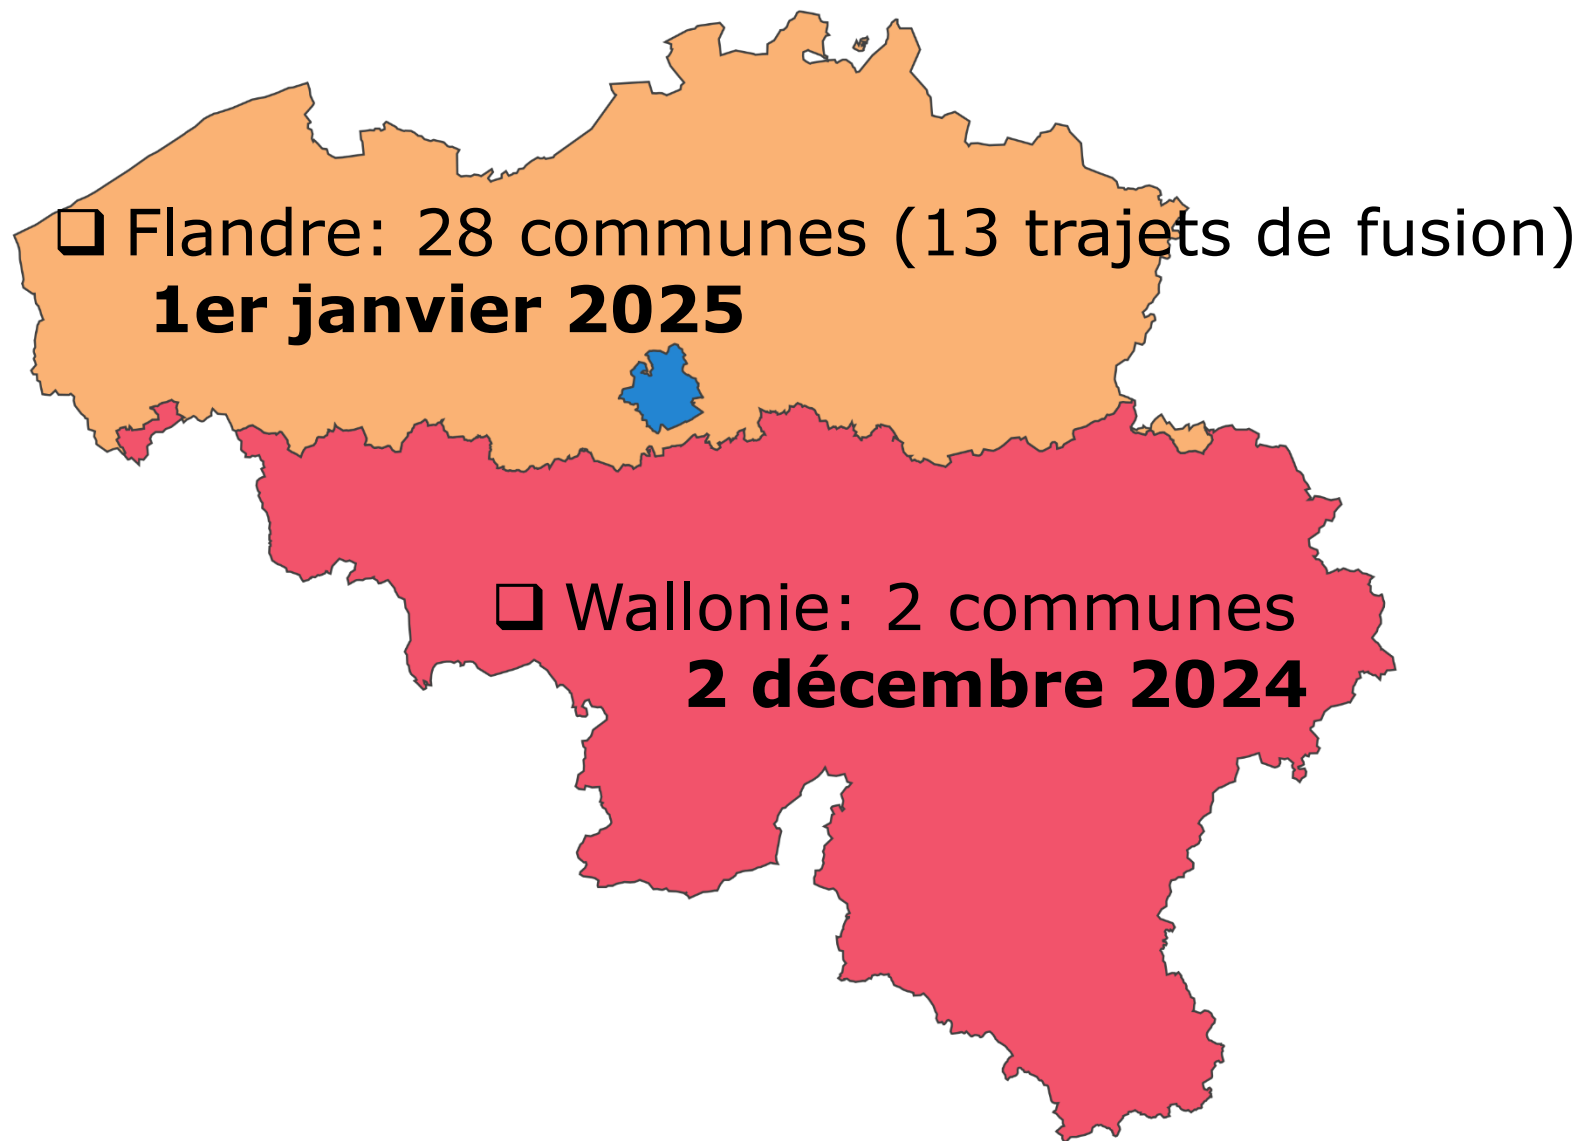 ❑ Flandre: 28 communes (13 trajets de fusion)
1er janvier 2025
❑ Wallonie: 2 communes
2 décembre 2024